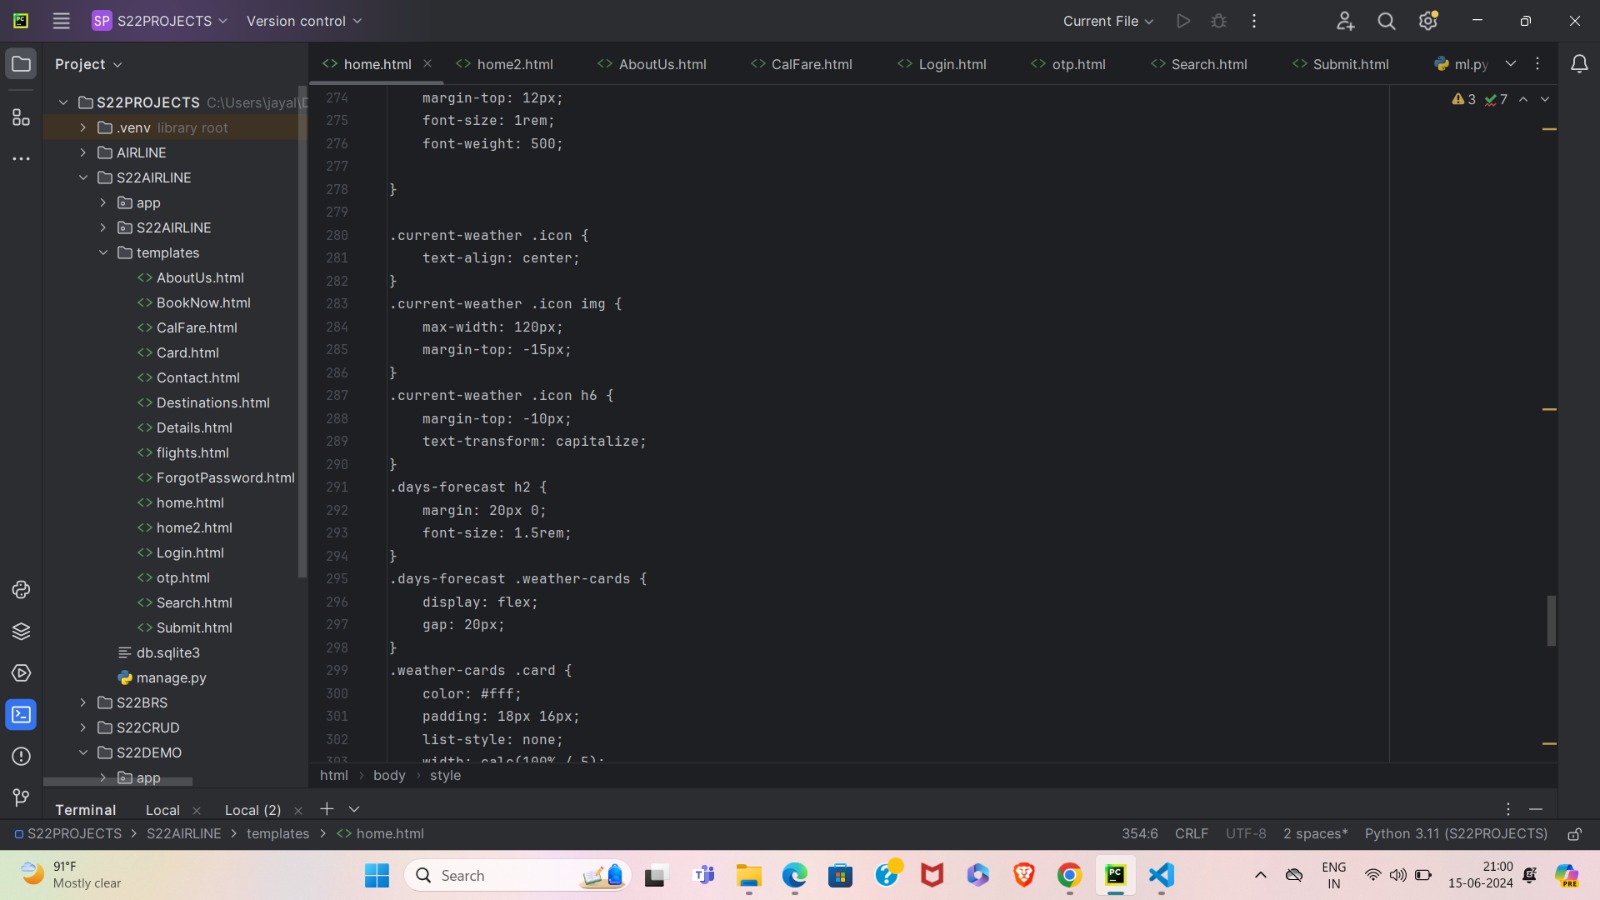 PC SP S22PROJECTS Version control Current File
Project
home.html home2.html AboutUs.html CalFare.html Login.html otp.html Search.html Submit.html ml.py
S22PROJECTS C:\Users\jayal\D
.venv library root
AIRLINE
S22AIRLINE
app
S22AIRLINE
templates
AboutUs.html
BookNow.html
CalFare.html
Card.html
Contact.html
Destinations.html
Details.html
flights.html
ForgotPassword.html
home.html
home2.html
Login.html
otp.html
Search.html
Submit.html
db.sqlite3
manage.py
S22BRS
S22CRUD
S22DEMO
app
3 7
274 margin-top: 12px;
275 font-size: 1rem;
276 font-weight: 500;
277
278 }
279
280 .current-weather .icon {
281 text-align: center;
282 }
283 .current-weather .icon img {
284 max-width: 120px;
285 margin-top: -15px;
286 }
287 .current-weather .icon h6 {
288 margin-top: -10px;
289 text-transform: capitalize;
290 }
291 .days-forecast h2 {
292 margin: 20px 0;
293 font-size: 1.5rem;
294 }
295 .days-forecast .weather-cards {
296 display: flex;
297 gap: 20px;
298 }
299 .weather-cards .card {
300 color: #fff;
301 padding: 18px 16px;
302 list-style: none;
303 width: calc(100% / 5);
html › body › style
Terminal Local Local (2)
S22PROJECTS > S22AIRLINE > templates > home.html 354:6 CRLF UTF-8 2 spaces* Python 3.11 (S22PROJECTS)
91°F
Mostly clear
Search
PC
ENG
IN
21:00
15-06-2024
PRE